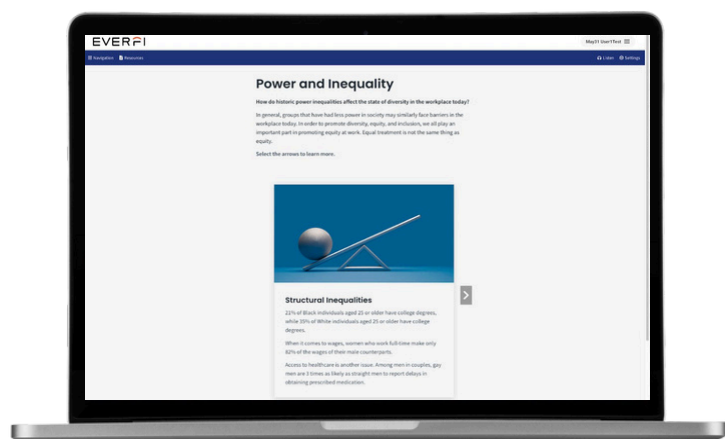 EVERFI
May31 User1Test
Navigation Resources
Listen Settings
Power and Inequality
How do historic power inequalities affect the state of diversity in the workplace today?
In general, groups that have had less power in society may similarly face barriers in the
workplace today. In order to promote diversity, equity, and inclusion, we all play an
important part in promoting equity at work. Equal treatment is not the same thing as
equity.
Select the arrows to learn more.
Structural Inequalities
21% of Black individuals aged 25 or older have college degrees,
while 35% of White individuals aged 25 or older have college
degrees.
When it comes to wages, women who work full-time make only
82% of the wages of their male counterparts.
Access to healthcare is another issue. Among men in couples, gay
men are 3 times as likely as straight men to report delays in
obtaining prescribed medication.